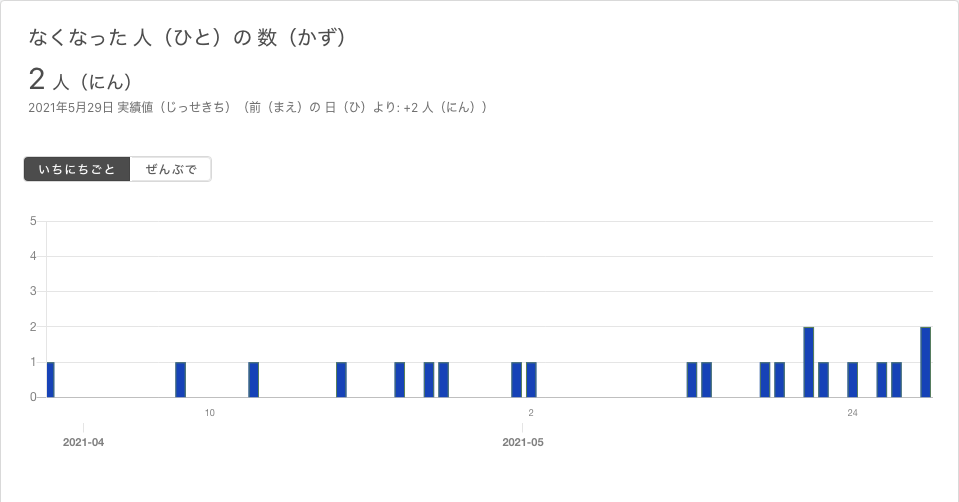 なくなった 人（ひと）の 数（かず）
2 人（にん）
2021年5月29日 実績値（じっせきち）（前（まえ）の 日（ひ）より: +2 人（にん））
いちにちごと ぜんぶで
5
4
3
2
1
0
10 2 24
2021-04 2021-05